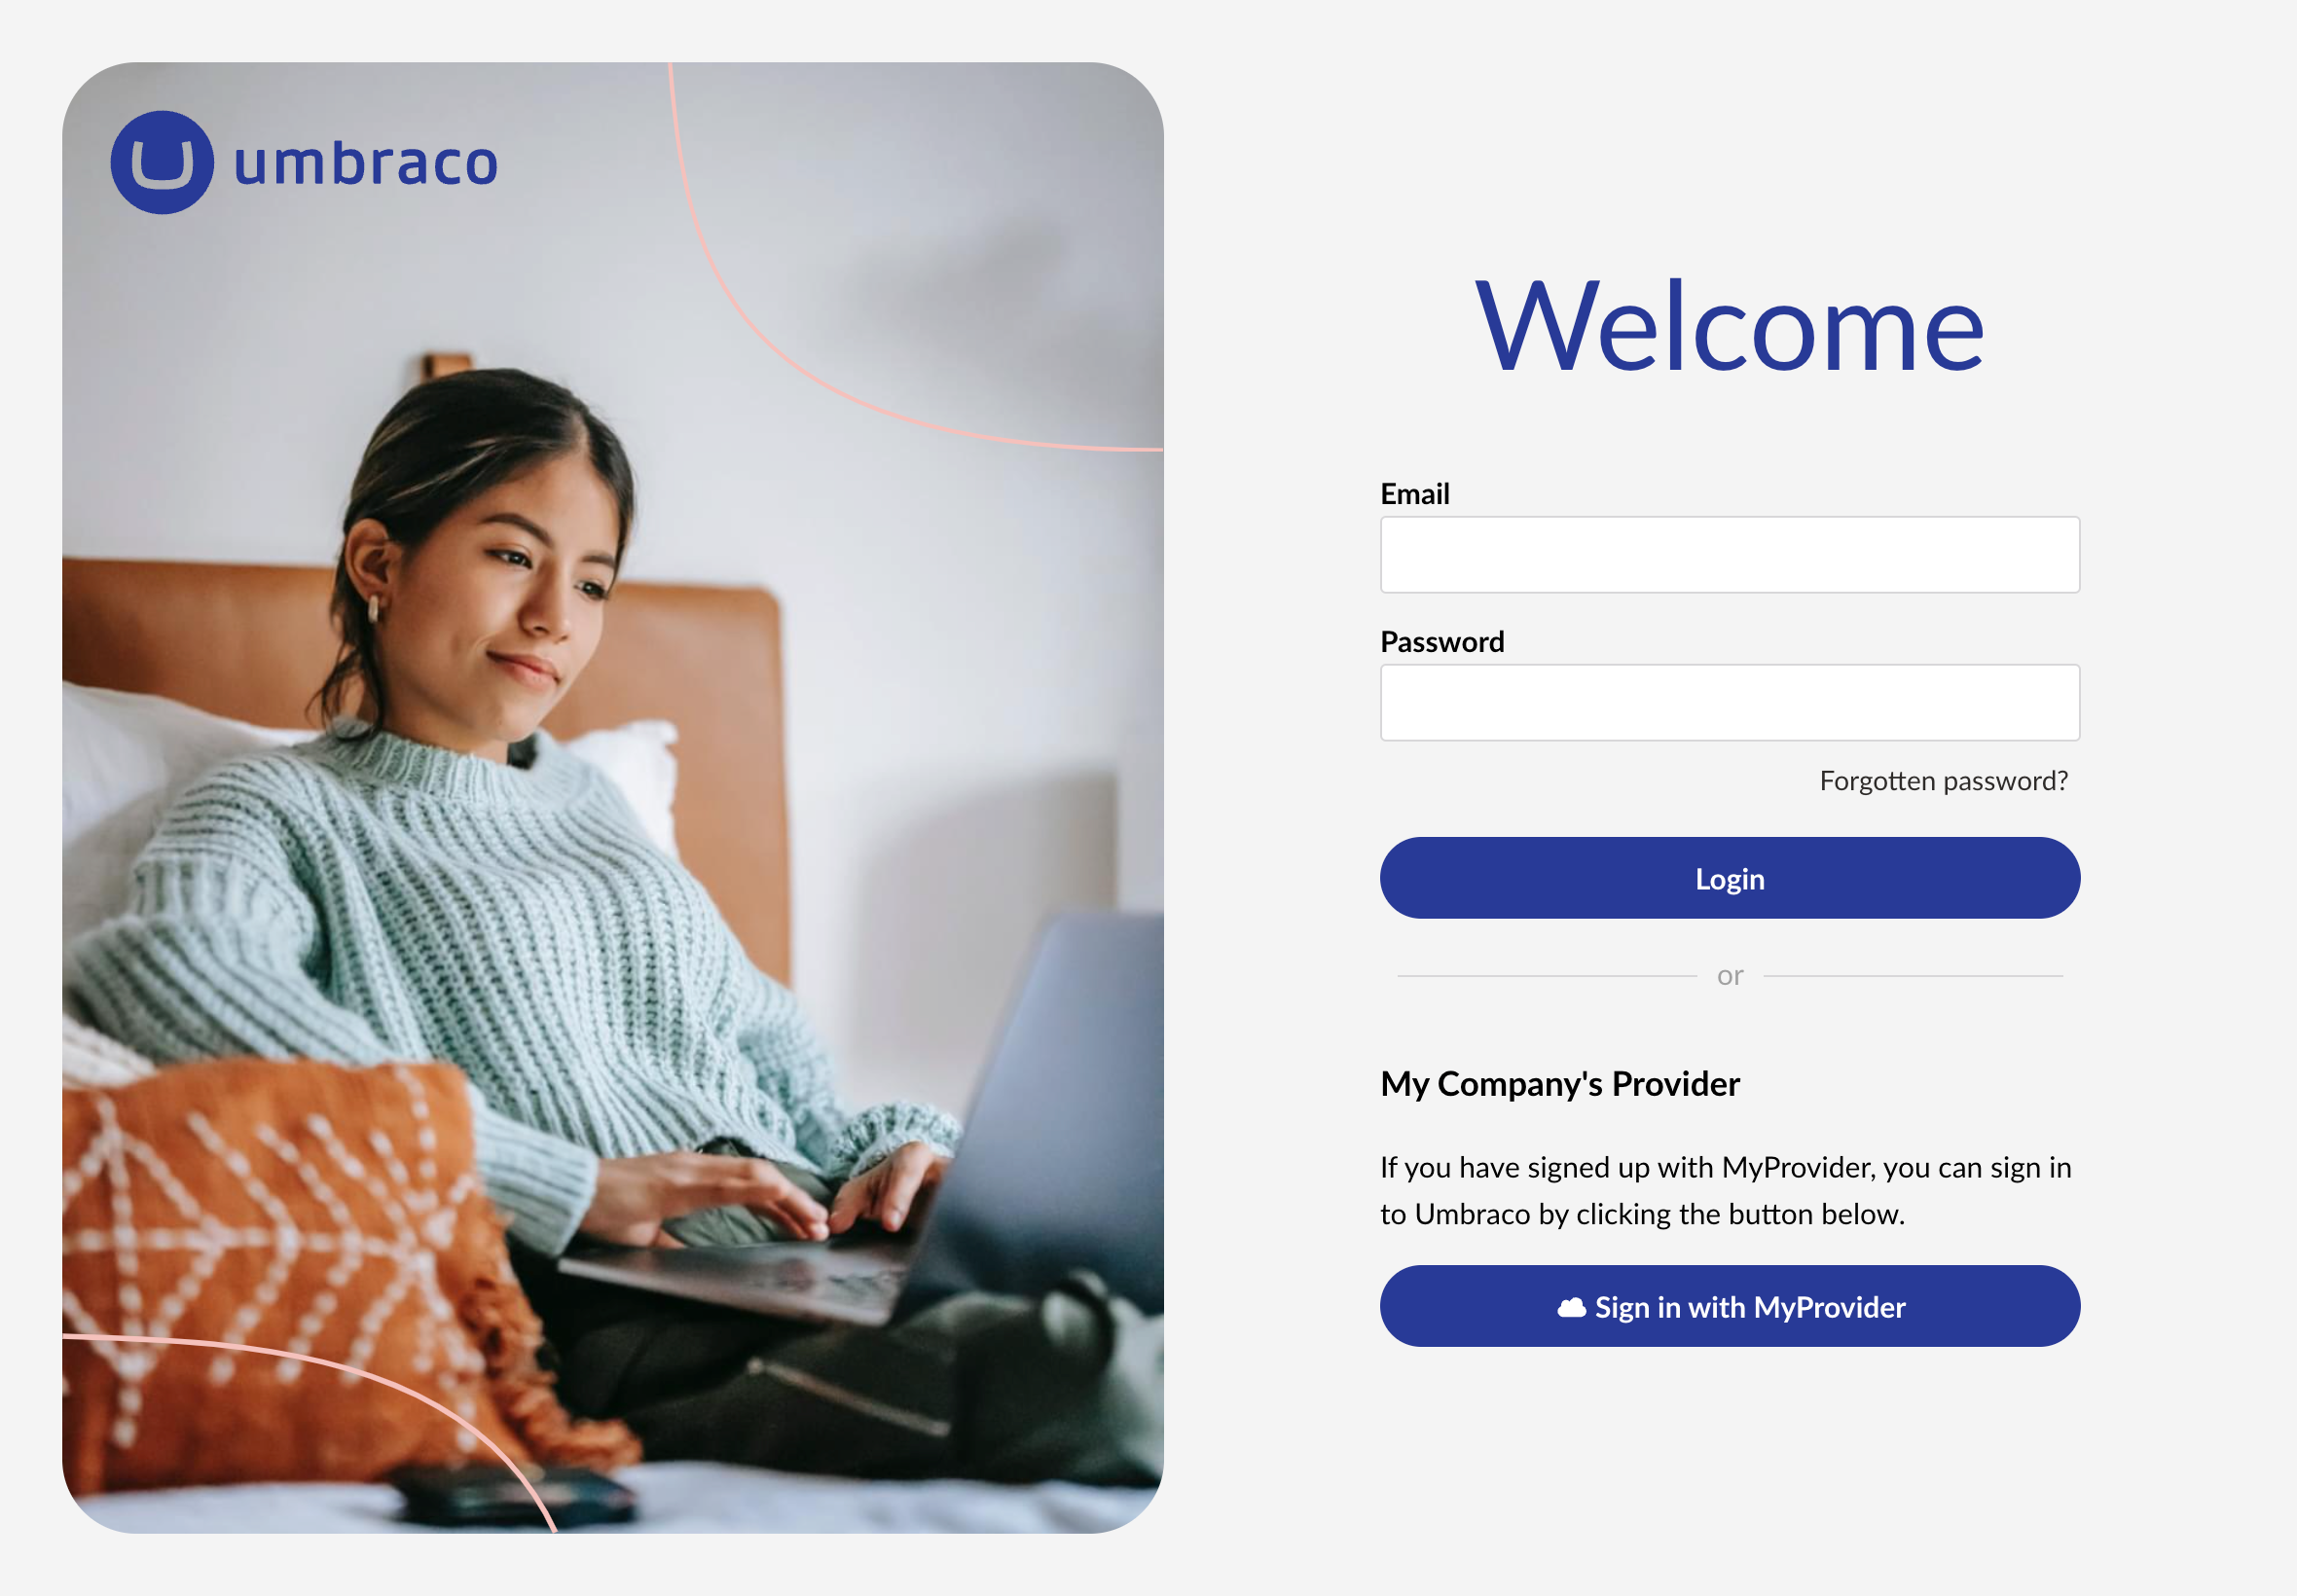 umbraco
Welcome
Email
Password
Forgotten password?
Login
or
My Company's Provider
If you have signed up with MyProvider, you can sign in
to Umbraco by clicking the button below.
Sign in with MyProvider